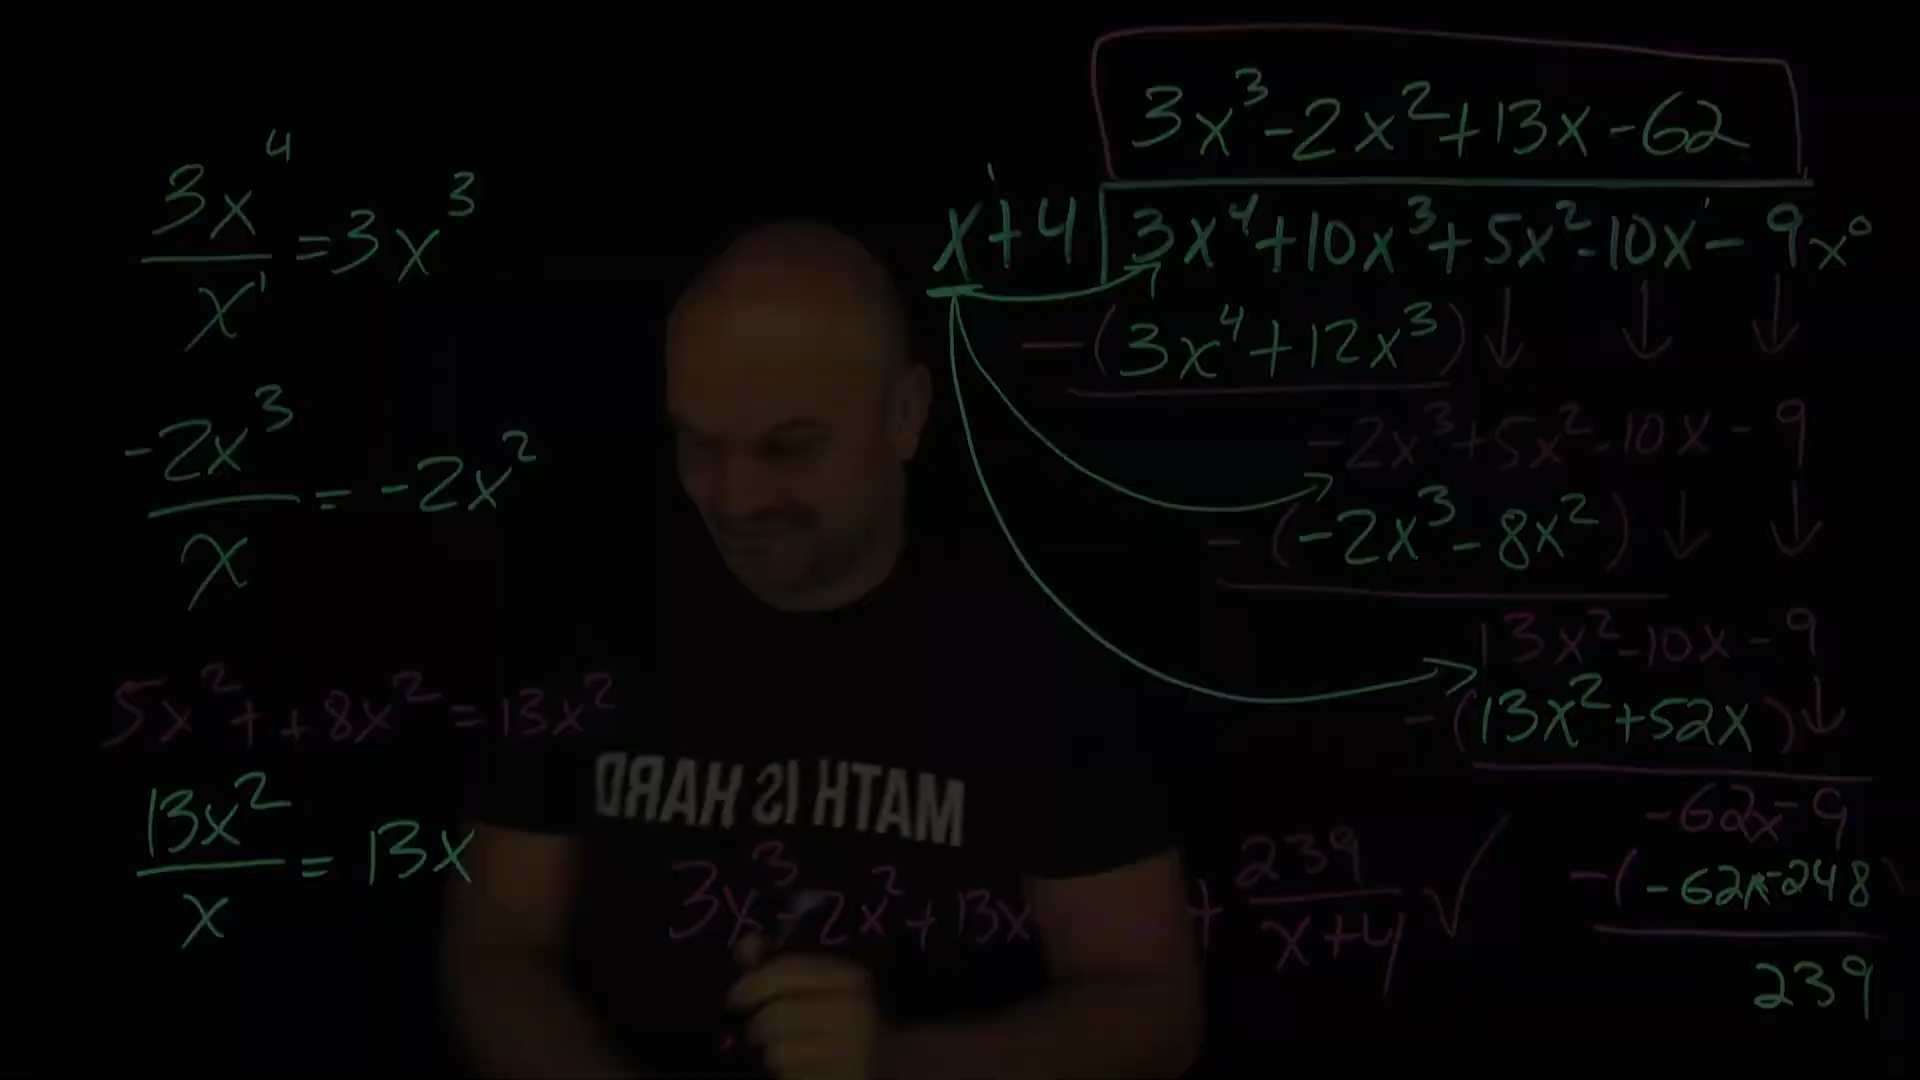 3x⁴/x¹ = 3x³
-2x³/x = -2x²
5x² + +8x² = 13x²
13x²/x = 13x
3x³-2x²+13x-62
x¹+4 3x⁴+10x³+5x²-10x¹-9x⁰
-(3x⁴+12x³)
-2x³+5x²-10x-9
-(-2x³-8x²)
13x²-10x-9
-(13x²+52x)
-62x-9
-(-62x-248)
239
MATH IS HARD
3x³-2x²+13x + 239/x+4 ✓